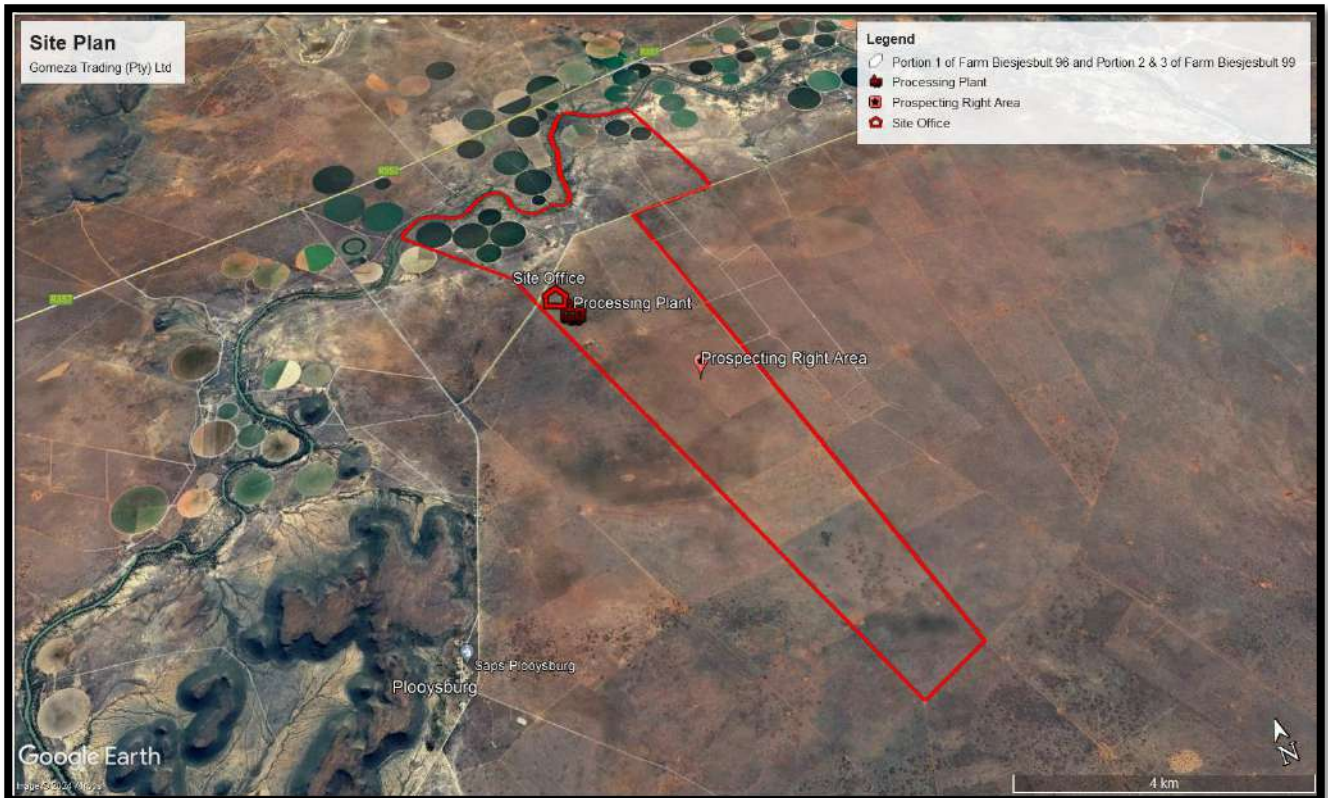 Site Plan
Gomeza Trading (Pty) Ltd
Legend
Portion 1 of Farm Biesjesbult 96 and Portion 2 & 3 of Farm Biesjesbult 99
Processing Plant
Prospecting Right Area
Site Office
R357
R357
R357
Site Office
Processing Plant
Prospecting Right Area
Saps Plooysburg
Plooysburg
Google Earth
N
4 km